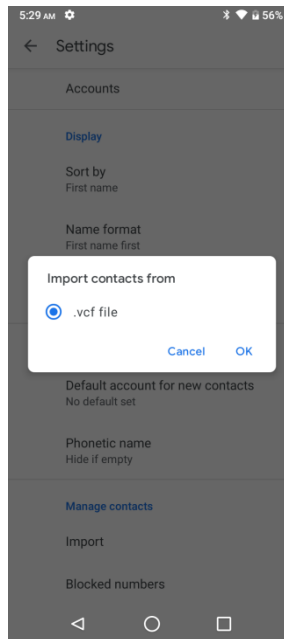 5:29 AM 56%
Settings
Accounts
Display
Sort by
First name
Name format
First name first
Import contacts from
.vcf file
Cancel OK
Default account for new contacts
No default set
Phonetic name
Hide if empty
Manage contacts
Import
Blocked numbers